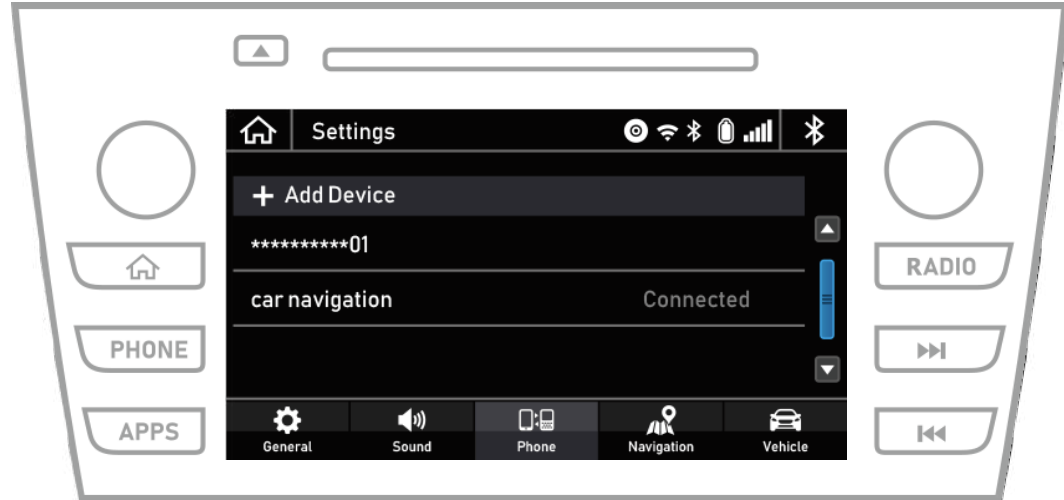 Settings
+ Add Device
**********01
car navigation Connected
General Sound Phone Navigation Vehicle
PHONE
APPS
RADIO